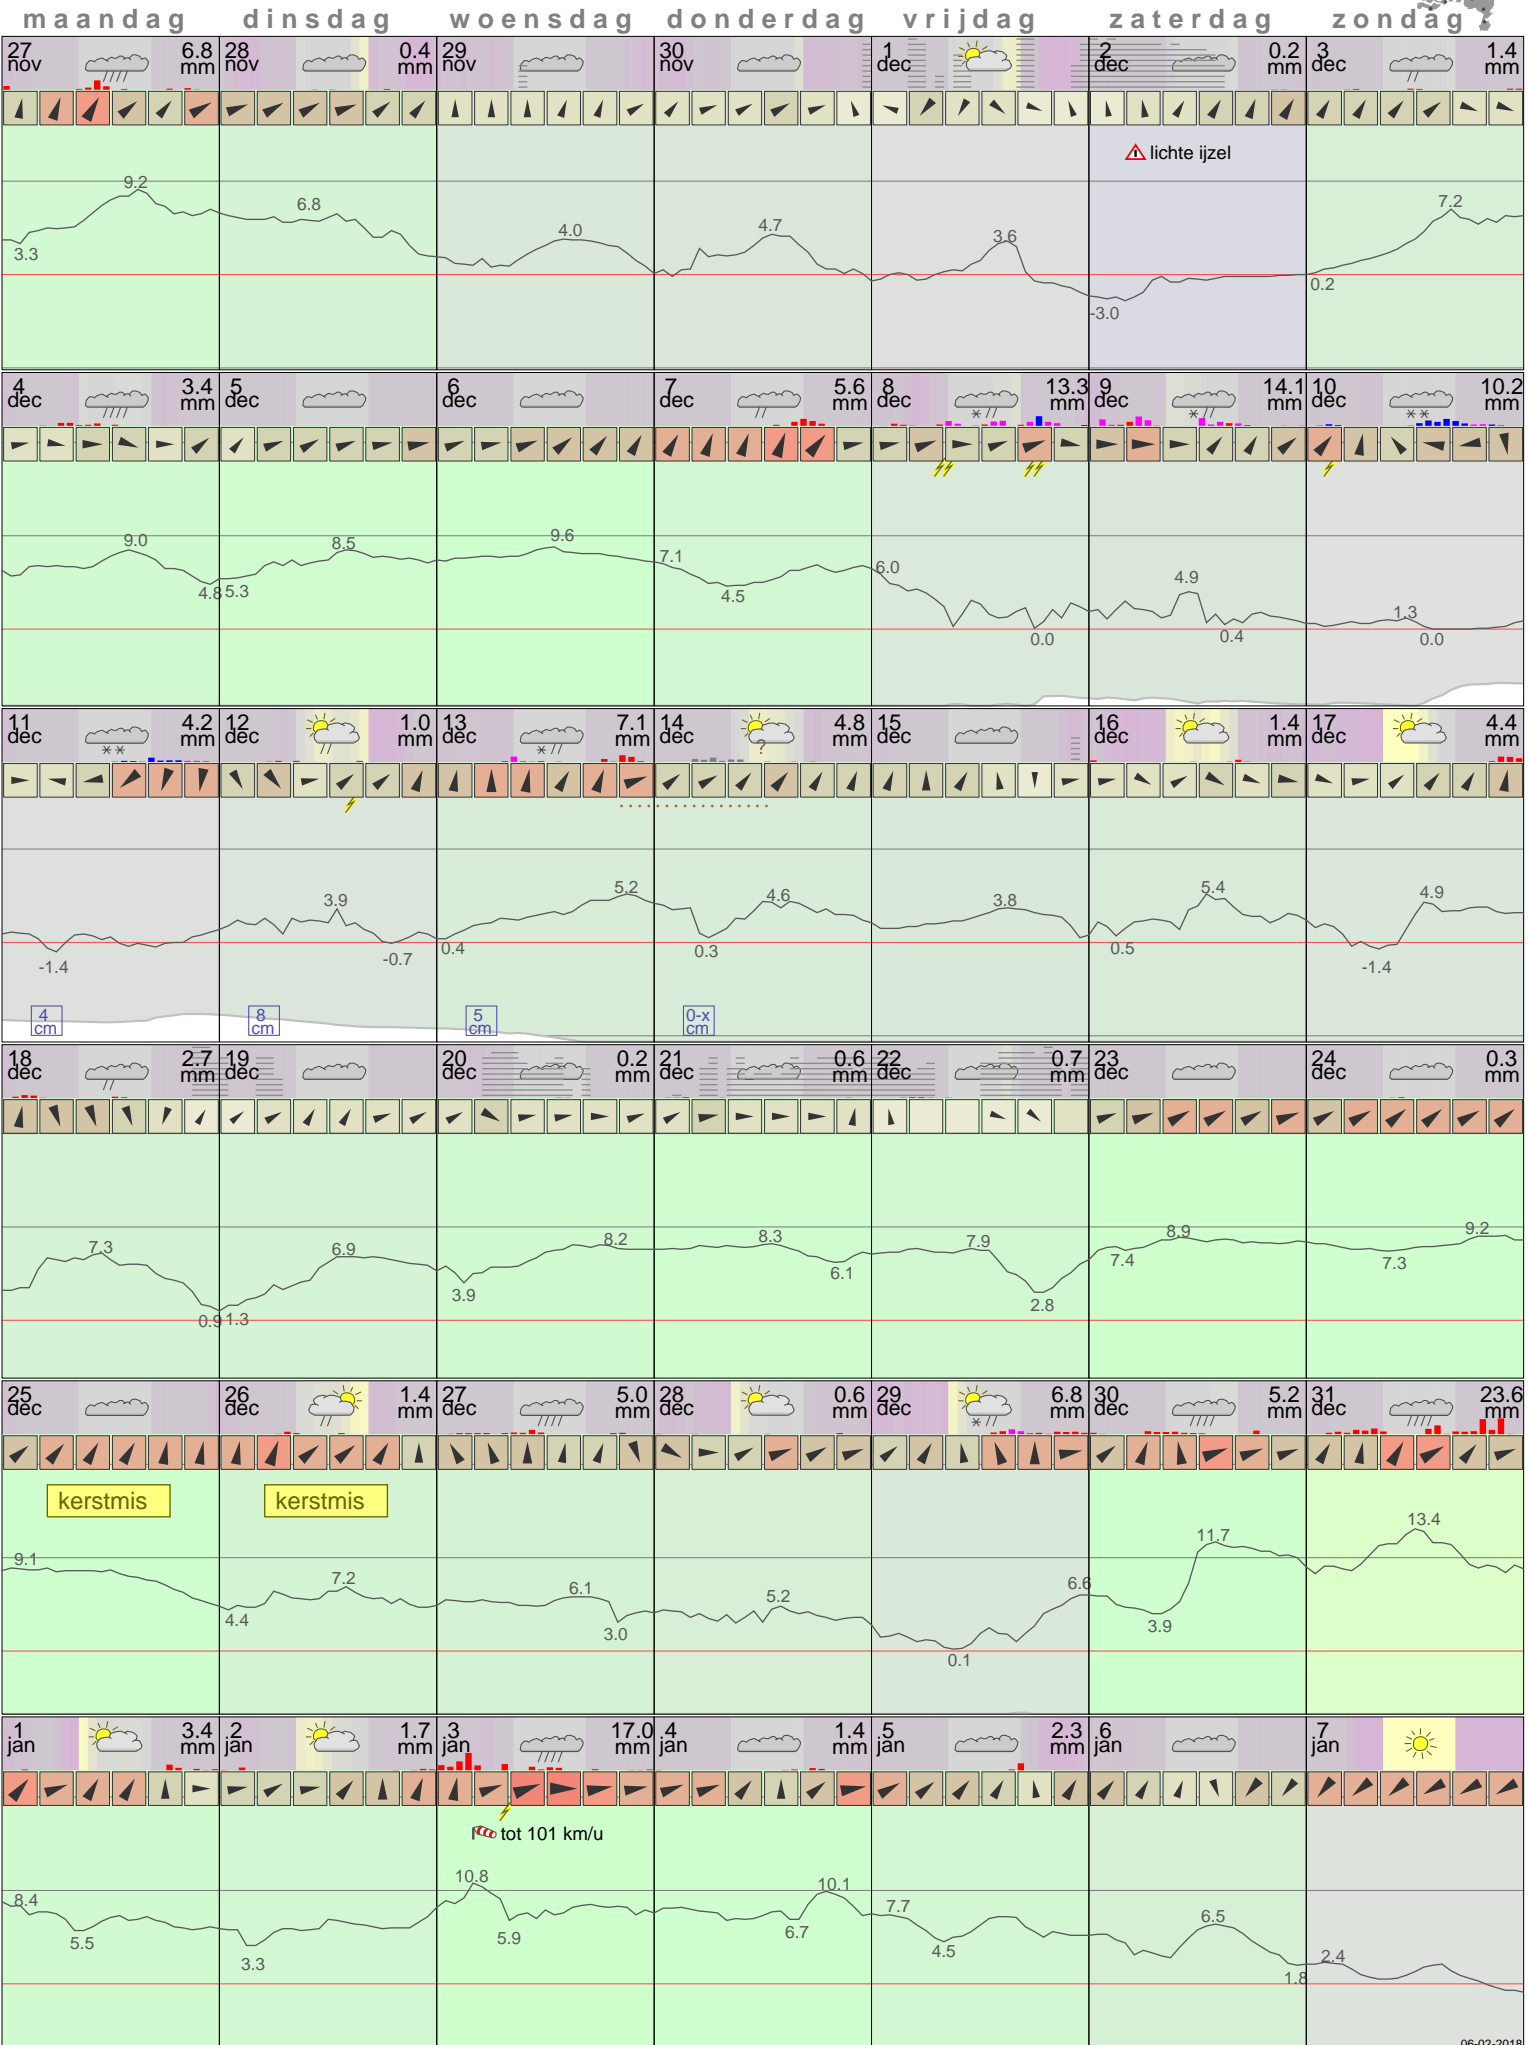 maandag dinsdag woensdag donderdag vrijdag zaterdag zondag
27 nov 6.8 mm 28 nov 0.4 mm 29 nov 30 nov 1 dec 2 dec 0.2 mm 3 dec 1.4 mm
lichte ijzel
9.2 6.8 4.0 4.7 3.6 7.2
3.3 -3.0 0.2
4 dec 3.4 mm 5 dec 6 dec 7 dec 5.6 mm 8 dec 13.3 mm 9 dec 14.1 mm 10 dec 10.2 mm
9.0 8.5 9.6 7.1 6.0 4.9 1.3
4.8 5.3 4.5 0.0 0.4 0.0
11 dec 4.2 mm 12 dec 1.0 mm 13 dec 7.1 mm 14 dec ? 4.8 mm 15 dec 16 dec 1.4 mm 17 dec 4.4 mm
3.9 5.2 4.6 3.8 5.4 4.9
-1.4 -0.7 0.4 0.3 0.5 -1.4
4 cm 8 cm 5 cm 0-x cm
18 dec 2.7 mm 19 dec 20 dec 0.2 mm 21 dec 0.6 mm 22 dec 0.7 mm 23 dec 24 dec 0.3 mm
7.3 6.9 8.2 8.3 7.9 8.9 9.2
0.9 1.3 3.9 6.1 2.8 7.4 7.3
25 dec 26 dec 1.4 mm 27 dec 5.0 mm 28 dec 0.6 mm 29 dec 6.8 mm 30 dec 5.2 mm 31 dec 23.6 mm
kerstmis kerstmis
9.1 7.2 6.1 5.2 6.6 11.7 13.4
4.4 3.0 0.1 3.9
1 jan 3.4 mm 2 jan 1.7 mm 3 jan 17.0 mm 4 jan 1.4 mm 5 jan 2.3 mm 6 jan 7 jan
tot 101 km/u
8.4 10.8 10.1 7.7 6.5 2.4
5.5 3.3 5.9 6.7 4.5 1.8
06-02-2018